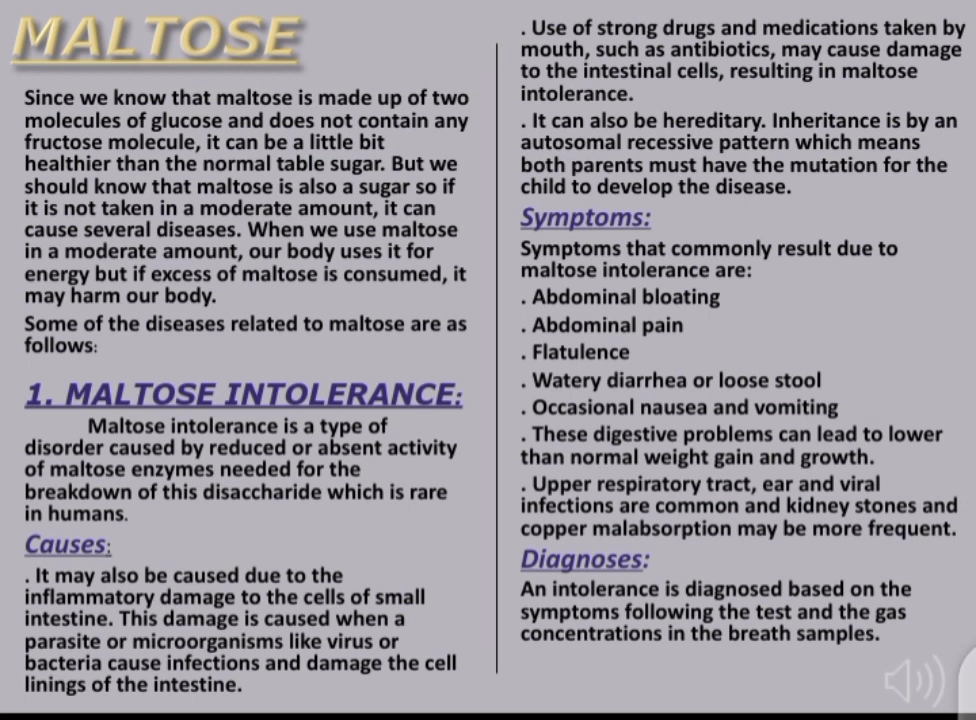 MALTOSE
Since we know that maltose is made up of two
molecules of glucose and does not contain any
fructose molecule, it can be a little bit
healthier than the normal table sugar. But we
should know that maltose is also a sugar so if
it is not taken in a moderate amount, it can
cause several diseases. When we use maltose
in a moderate amount, our body uses it for
energy but if excess of maltose is consumed, it
may harm our body.
Some of the diseases related to maltose are as
follows:
1. MALTOSE INTOLERANCE:
Maltose intolerance is a type of
disorder caused by reduced or absent activity
of maltose enzymes needed for the
breakdown of this disaccharide which is rare
in humans.
Causes:
. It may also be caused due to the
inflammatory damage to the cells of small
intestine. This damage is caused when a
parasite or microorganisms like virus or
bacteria cause infections and damage the cell
linings of the intestine.
. Use of strong drugs and medications taken by
mouth, such as antibiotics, may cause damage
to the intestinal cells, resulting in maltose
intolerance.
. It can also be hereditary. Inheritance is by an
autosomal recessive pattern which means
both parents must have the mutation for the
child to develop the disease.
Symptoms:
Symptoms that commonly result due to
maltose intolerance are:
. Abdominal bloating
. Abdominal pain
. Flatulence
. Watery diarrhea or loose stool
. Occasional nausea and vomiting
. These digestive problems can lead to lower
than normal weight gain and growth.
. Upper respiratory tract, ear and viral
infections are common and kidney stones and
copper malabsorption may be more frequent.
Diagnoses:
An intolerance is diagnosed based on the
symptoms following the test and the gas
concentrations in the breath samples.